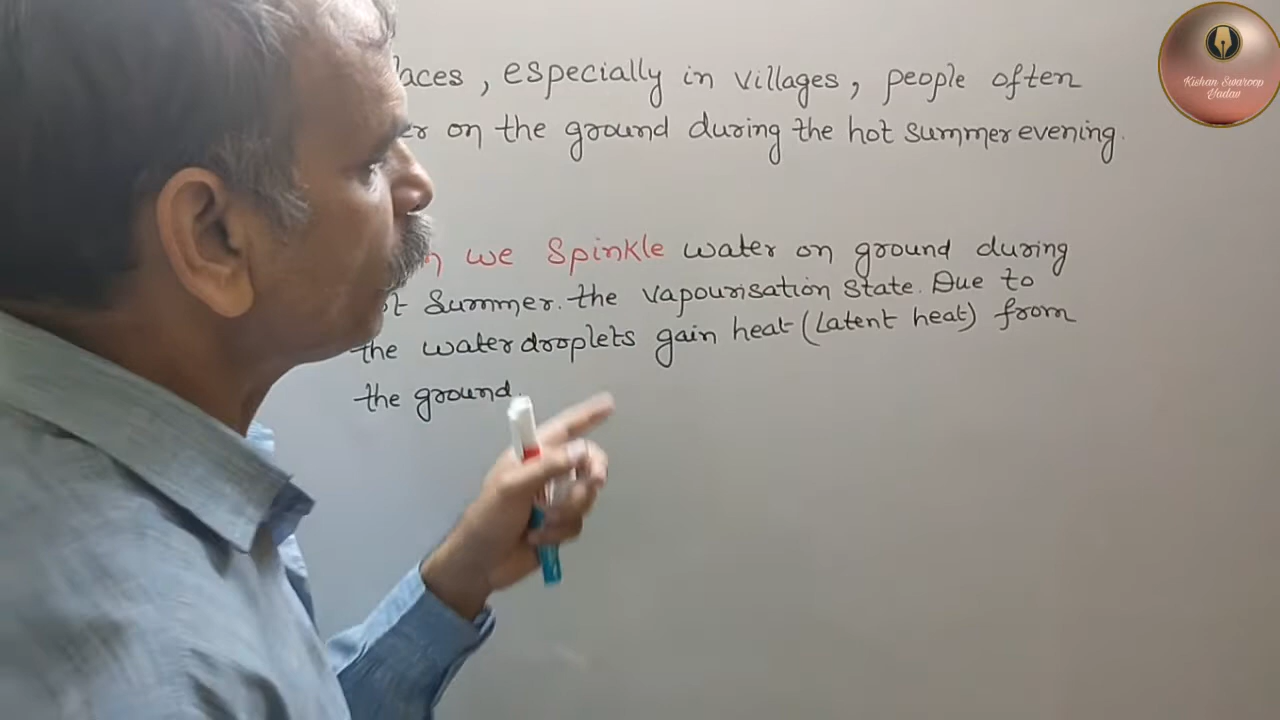 laces, especially in villages, people often
er on the ground during the hot summer evening.
we Spinkle water on ground during
ot Summer. the vapourisation state. Due to
the water droplets gain heat (Latent heat) from
the ground.
Kishan Swaroop
Yadav